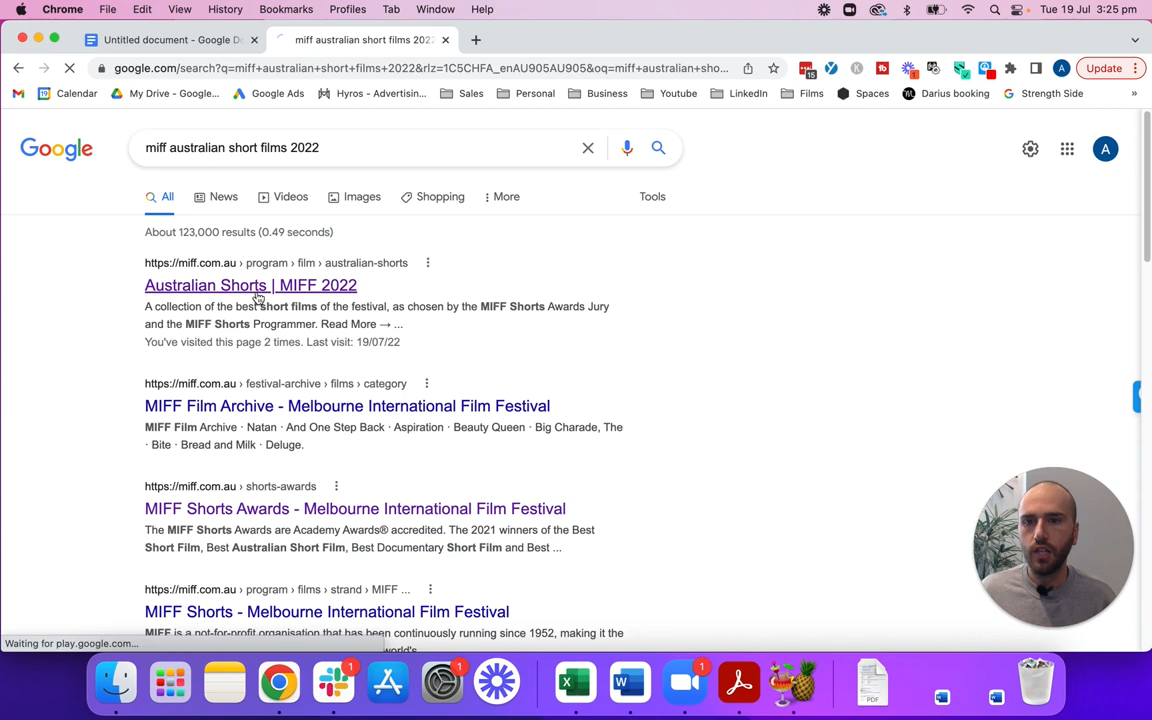 Chrome File Edit View History Bookmarks Profiles Tab Window Help Tue 19 Jul 3:25 pm
Untitled document - Google Do
miff australian short films 2022
google.com/search?q=miff+australian+short+films+2022&rlz=1C5CHFA_enAU905AU905&oq=miff+australian+sho...
15
1
Update
Calendar My Drive - Google... Google Ads Hyros - Advertisin... Sales Personal Business Youtube LinkedIn Films Spaces Darius booking Strength Side »
Google
miff australian short films 2022
A
All News Videos Images Shopping More Tools
About 123,000 results (0.49 seconds)
https://miff.com.au › program › film › australian-shorts
Australian Shorts | MIFF 2022
A collection of the best short films of the festival, as chosen by the MIFF Shorts Awards Jury
and the MIFF Shorts Programmer. Read More → ...
You've visited this page 2 times. Last visit: 19/07/22
https://miff.com.au › festival-archive › films › category
MIFF Film Archive - Melbourne International Film Festival
MIFF Film Archive · Natan · And One Step Back · Aspiration · Beauty Queen · Big Charade, The
· Bite · Bread and Milk · Deluge.
https://miff.com.au › shorts-awards
MIFF Shorts Awards - Melbourne International Film Festival
The MIFF Shorts Awards are Academy Awards® accredited. The 2021 winners of the Best
Short Film, Best Australian Short Film, Best Documentary Short Film and Best ...
https://miff.com.au › program › films › strand › MIFF ...
MIFF Shorts - Melbourne International Film Festival
MIFF is a not-for-profit organisation that has been continuously running since 1952, making it the
world's
Waiting for play.google.com...
1
1
1
PDF